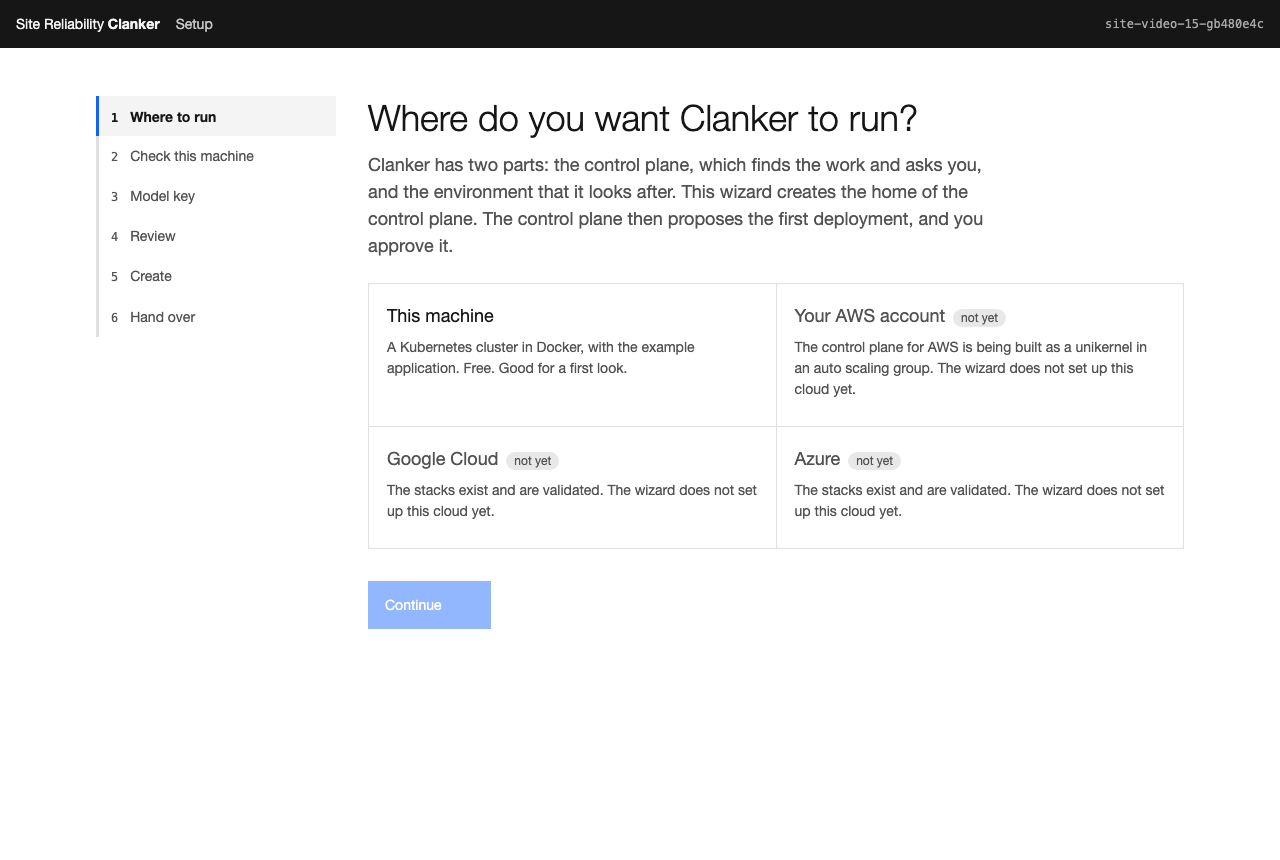 Site Reliability Clanker Setup site-video-15-gb480e4c
1 Where to run
2 Check this machine
3 Model key
4 Review
5 Create
6 Hand over
Where do you want Clanker to run?
Clanker has two parts: the control plane, which finds the work and asks you,
and the environment that it looks after. This wizard creates the home of the
control plane. The control plane then proposes the first deployment, and you
approve it.
This machine
A Kubernetes cluster in Docker, with the example
application. Free. Good for a first look.
Your AWS account not yet
The control plane for AWS is being built as a unikernel in
an auto scaling group. The wizard does not set up this
cloud yet.
Google Cloud not yet
The stacks exist and are validated. The wizard does not set
up this cloud yet.
Azure not yet
The stacks exist and are validated. The wizard does not set
up this cloud yet.
Continue